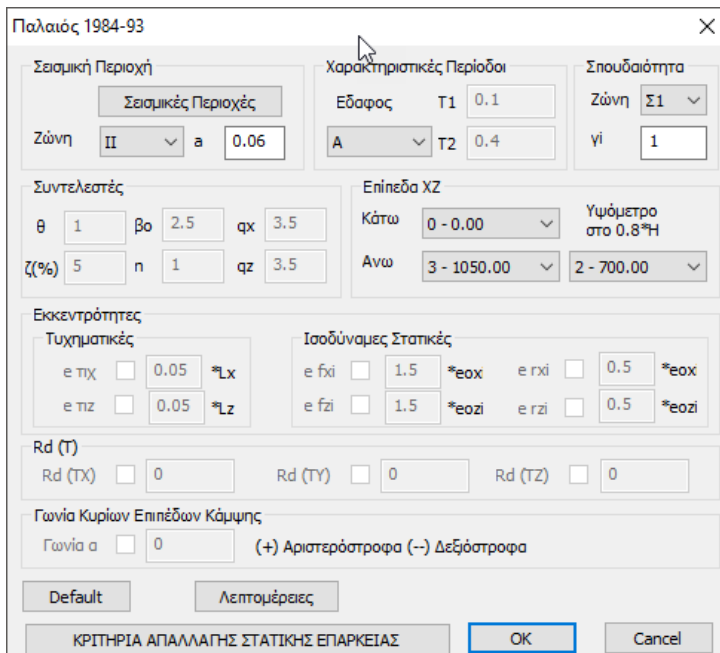 Παλαιός 1984-93
Σεισμική Περιοχή
Σεισμικές Περιοχές
Ζώνη II a 0.06
Χαρακτηριστικές Περίοδοι
Εδαφος T1 0.1
A T2 0.4
Σπουδαιότητα
Ζώνη Σ1
γi 1
Συντελεστές
θ 1 βο 2.5 qx 3.5
ζ(%) 5 n 1 qz 3.5
Επίπεδα XZ
Κάτω 0 - 0.00 Υψόμετρο
στο 0.8*H
Ανω 3 - 1050.00 2 - 700.00
Εκκεντρότητες
Τυχηματικές
e τιχ 0.05 *Lx
e τιz 0.05 *Lz
Ισοδύναμες Στατικές
e fxi 1.5 *eoxi e rxi 0.5 *eoxi
e fzi 1.5 *eozi e rzi 0.5 *eozi
Rd (T)
Rd (TX) 0 Rd (TY) 0 Rd (TZ) 0
Γωνία Κυρίων Επιπέδων Κάμψης
Γωνία α 0 (+) Αριστερόστροφα (--) Δεξιόστροφα
Default Λεπτομέρειες
ΚΡΙΤΗΡΙΑ ΑΠΑΛΛΑΓΗΣ ΣΤΑΤΙΚΗΣ ΕΠΑΡΚΕΙΑΣ OK Cancel